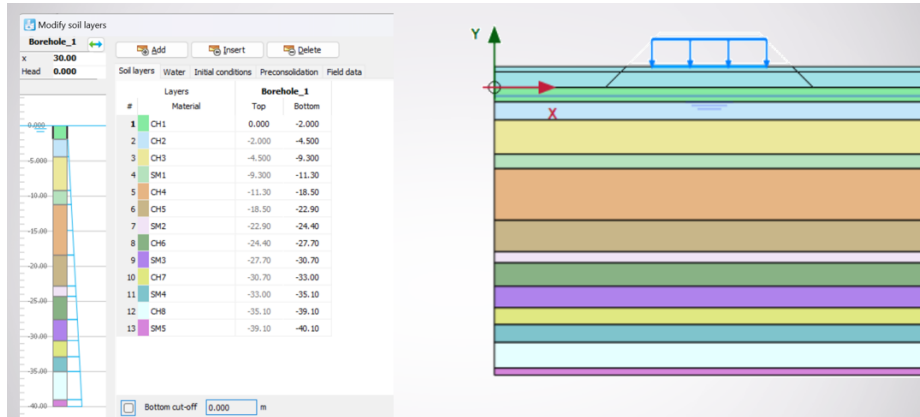 Modify soil layers
Borehole_1
x 30.00
Head 0.000
Add Insert Delete
Soil layers Water Initial conditions Preconsolidation Field data
Layers Borehole_1
# Material Top Bottom
1 CH1 0.000 -2.000
2 CH2 -2.000 -4.500
3 CH3 -4.500 -9.300
4 SM1 -9.300 -11.30
5 CH4 -11.30 -18.50
6 CH5 -18.50 -22.90
7 SM2 -22.90 -24.40
8 CH6 -24.40 -27.70
9 SM3 -27.70 -30.70
10 CH7 -30.70 -33.00
11 SM4 -33.00 -35.10
12 CH8 -35.10 -39.10
13 SM5 -39.10 -40.10
0.000
-5.000
-10.00
-15.00
-20.00
-25.00
-30.00
-35.00
-40.00
Bottom cut-off 0.000 m
Y
X